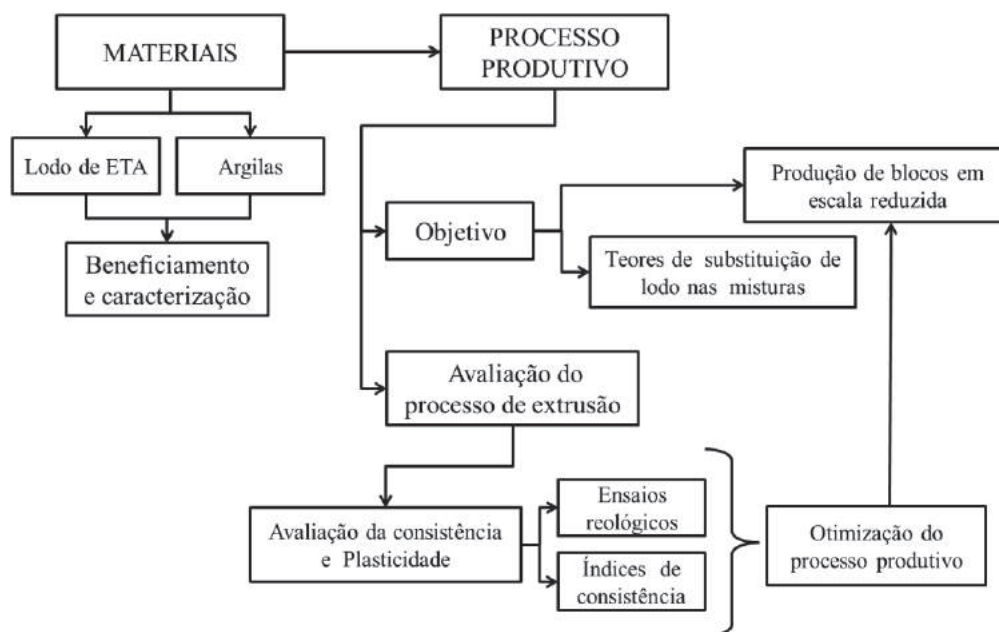 MATERIAIS
PROCESSO
PRODUTIVO
Lodo de ETA
Argilas
Beneficiamento
e caracterização
Objetivo
Produção de blocos em
escala reduzida
Teores de substituição de
lodo nas misturas
Avaliação do
processo de extrusão
Avaliação da consistência
e Plasticidade
Ensaios
reológicos
Índices de
consistência
Otimização do
processo produtivo